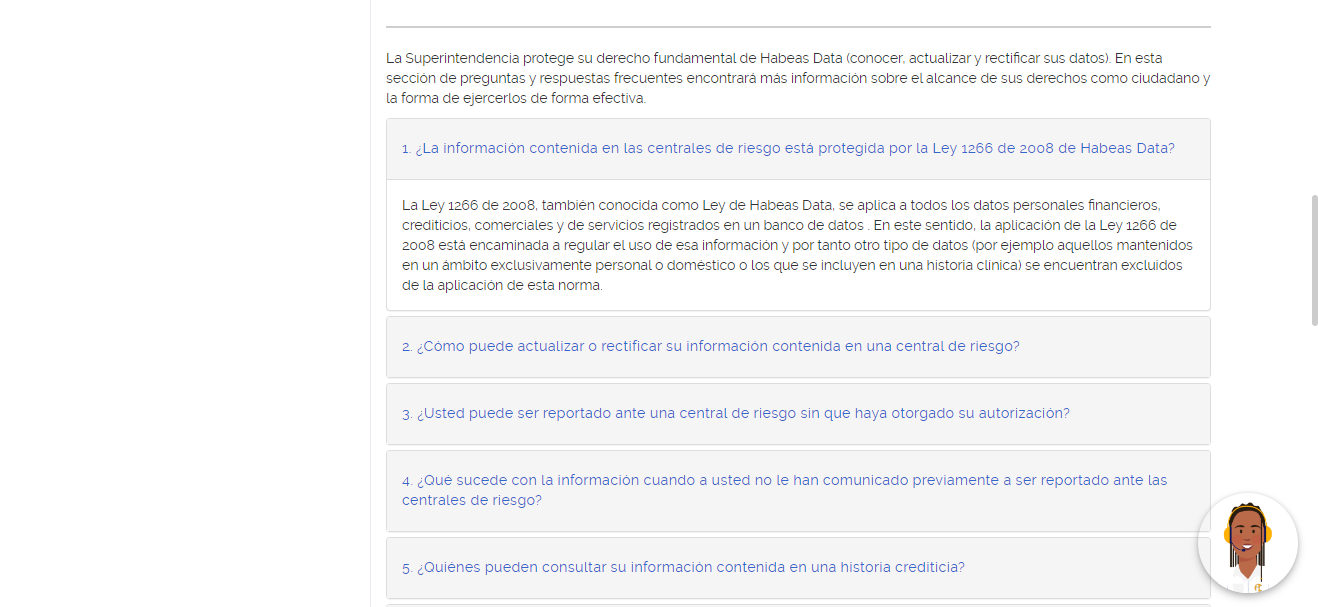 La Superintendencia protege su derecho fundamental de Habeas Data (conocer, actualizar y rectificar sus datos). En esta
sección de preguntas y respuestas frecuentes encontrará más información sobre el alcance de sus derechos como ciudadano y
la forma de ejercerlos de forma efectiva.
1. ¿La información contenida en las centrales de riesgo está protegida por la Ley 1266 de 2008 de Habeas Data?
La Ley 1266 de 2008, también conocida como Ley de Habeas Data, se aplica a todos los datos personales financieros,
crediticios, comerciales y de servicios registrados en un banco de datos . En este sentido, la aplicación de la Ley 1266 de
2008 está encaminada a regular el uso de esa información y por tanto otro tipo de datos (por ejemplo aquellos mantenidos
en un ámbito exclusivamente personal o doméstico o los que se incluyen en una historia clínica) se encuentran excluidos
de la aplicación de esta norma.
2. ¿Cómo puede actualizar o rectificar su información contenida en una central de riesgo?
3. ¿Usted puede ser reportado ante una central de riesgo sin que haya otorgado su autorización?
4. ¿Qué sucede con la información cuando a usted no le han comunicado previamente a ser reportado ante las
centrales de riesgo?
5. ¿Quiénes pueden consultar su información contenida en una historia crediticia?